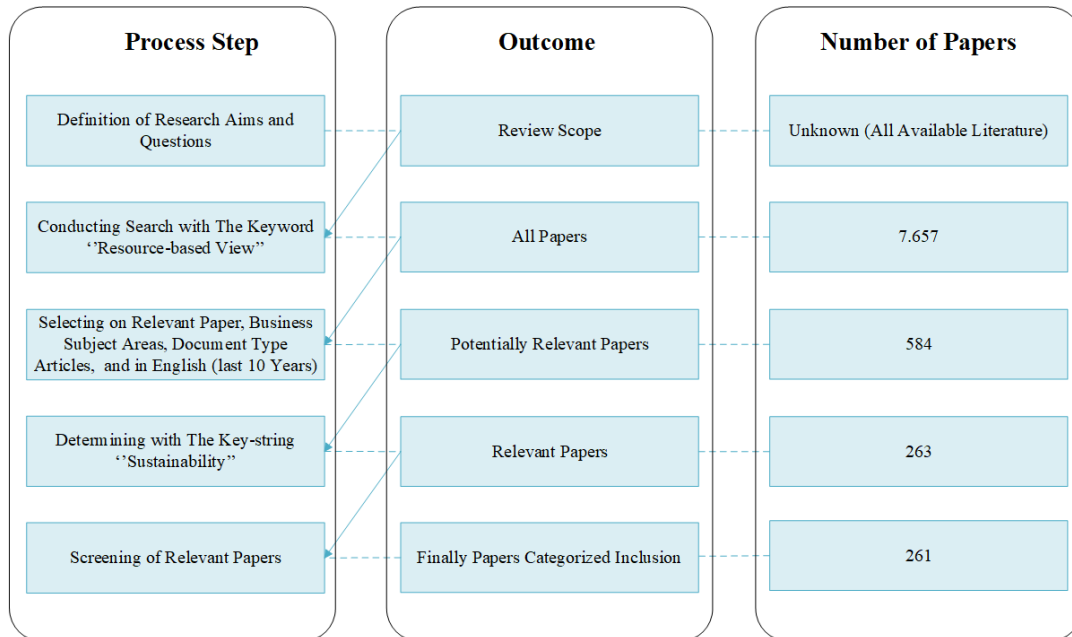 Process Step
Outcome
Number of Papers
Definition of Research Aims and
Questions
Review Scope
Unknown (All Available Literature)
Conducting Search with The Keyword
‘’Resource-based View’’
All Papers
7.657
Selecting on Relevant Paper, Business
Subject Areas, Document Type
Articles, and in English (last 10 Years)
Potentially Relevant Papers
584
Determining with The Key-string
‘’Sustainability’’
Relevant Papers
263
Screening of Relevant Papers
Finally Papers Categorized Inclusion
261